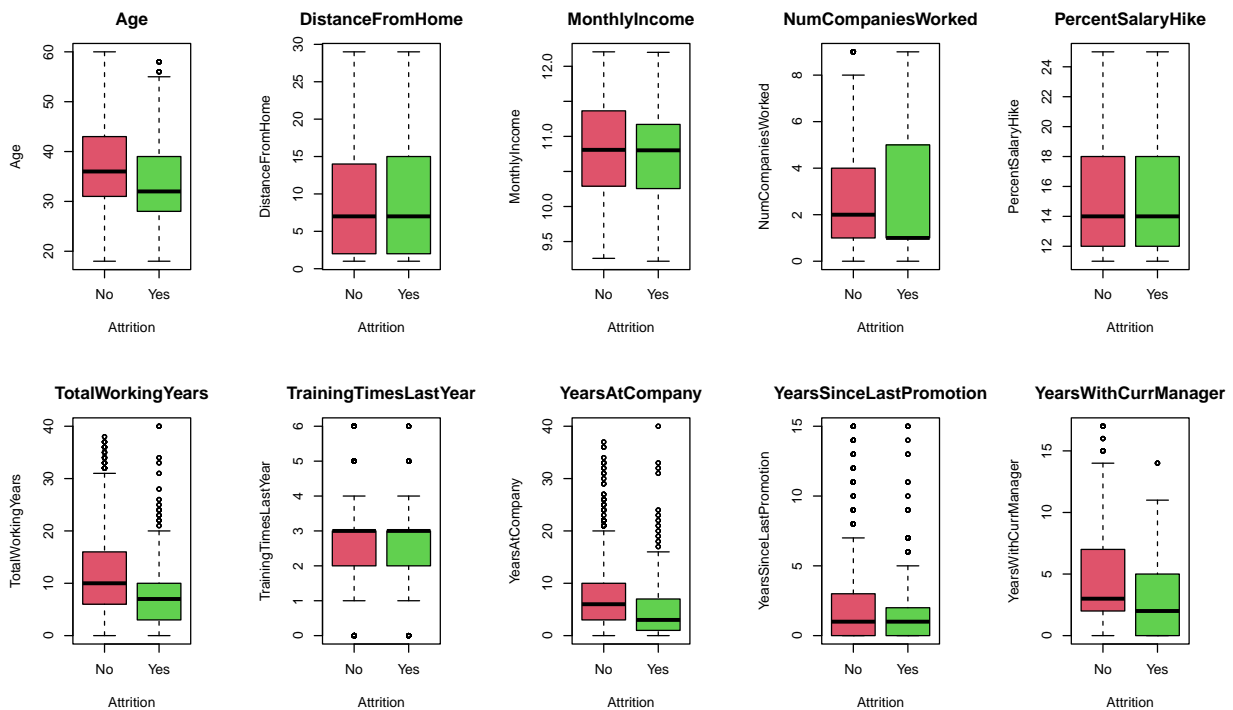 Age
DistanceFromHome
MonthlyIncome
NumCompaniesWorked
PercentSalaryHike
Age
20
30
40
50
60
No
Yes
Attrition
DistanceFromHome
0
5
10
15
20
25
30
No
Yes
Attrition
MonthlyIncome
9.5
10.0
11.0
12.0
No
Yes
Attrition
NumCompaniesWorked
0
2
4
6
8
No
Yes
Attrition
PercentSalaryHike
12
14
16
18
20
22
24
No
Yes
Attrition
TotalWorkingYears
TrainingTimesLastYear
YearsAtCompany
YearsSinceLastPromotion
YearsWithCurrManager
TotalWorkingYears
0
10
20
30
40
No
Yes
Attrition
TrainingTimesLastYear
0
1
2
3
4
5
6
No
Yes
Attrition
YearsAtCompany
0
10
20
30
40
No
Yes
Attrition
YearsSinceLastPromotion
0
5
10
15
No
Yes
Attrition
YearsWithCurrManager
0
5
10
15
No
Yes
Attrition